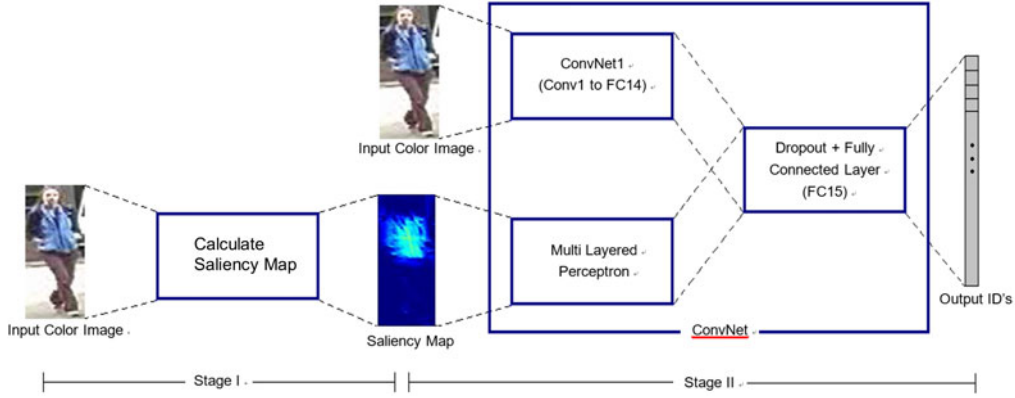 ConvNet1
(Conv1 to FC14)
Input Color Image
Dropout + Fully
Connected Layer
(FC15)
Calculate
Saliency Map
Multi Layered
Perceptron
Output ID's
Input Color Image
Saliency Map
ConvNet
Stage I
Stage II